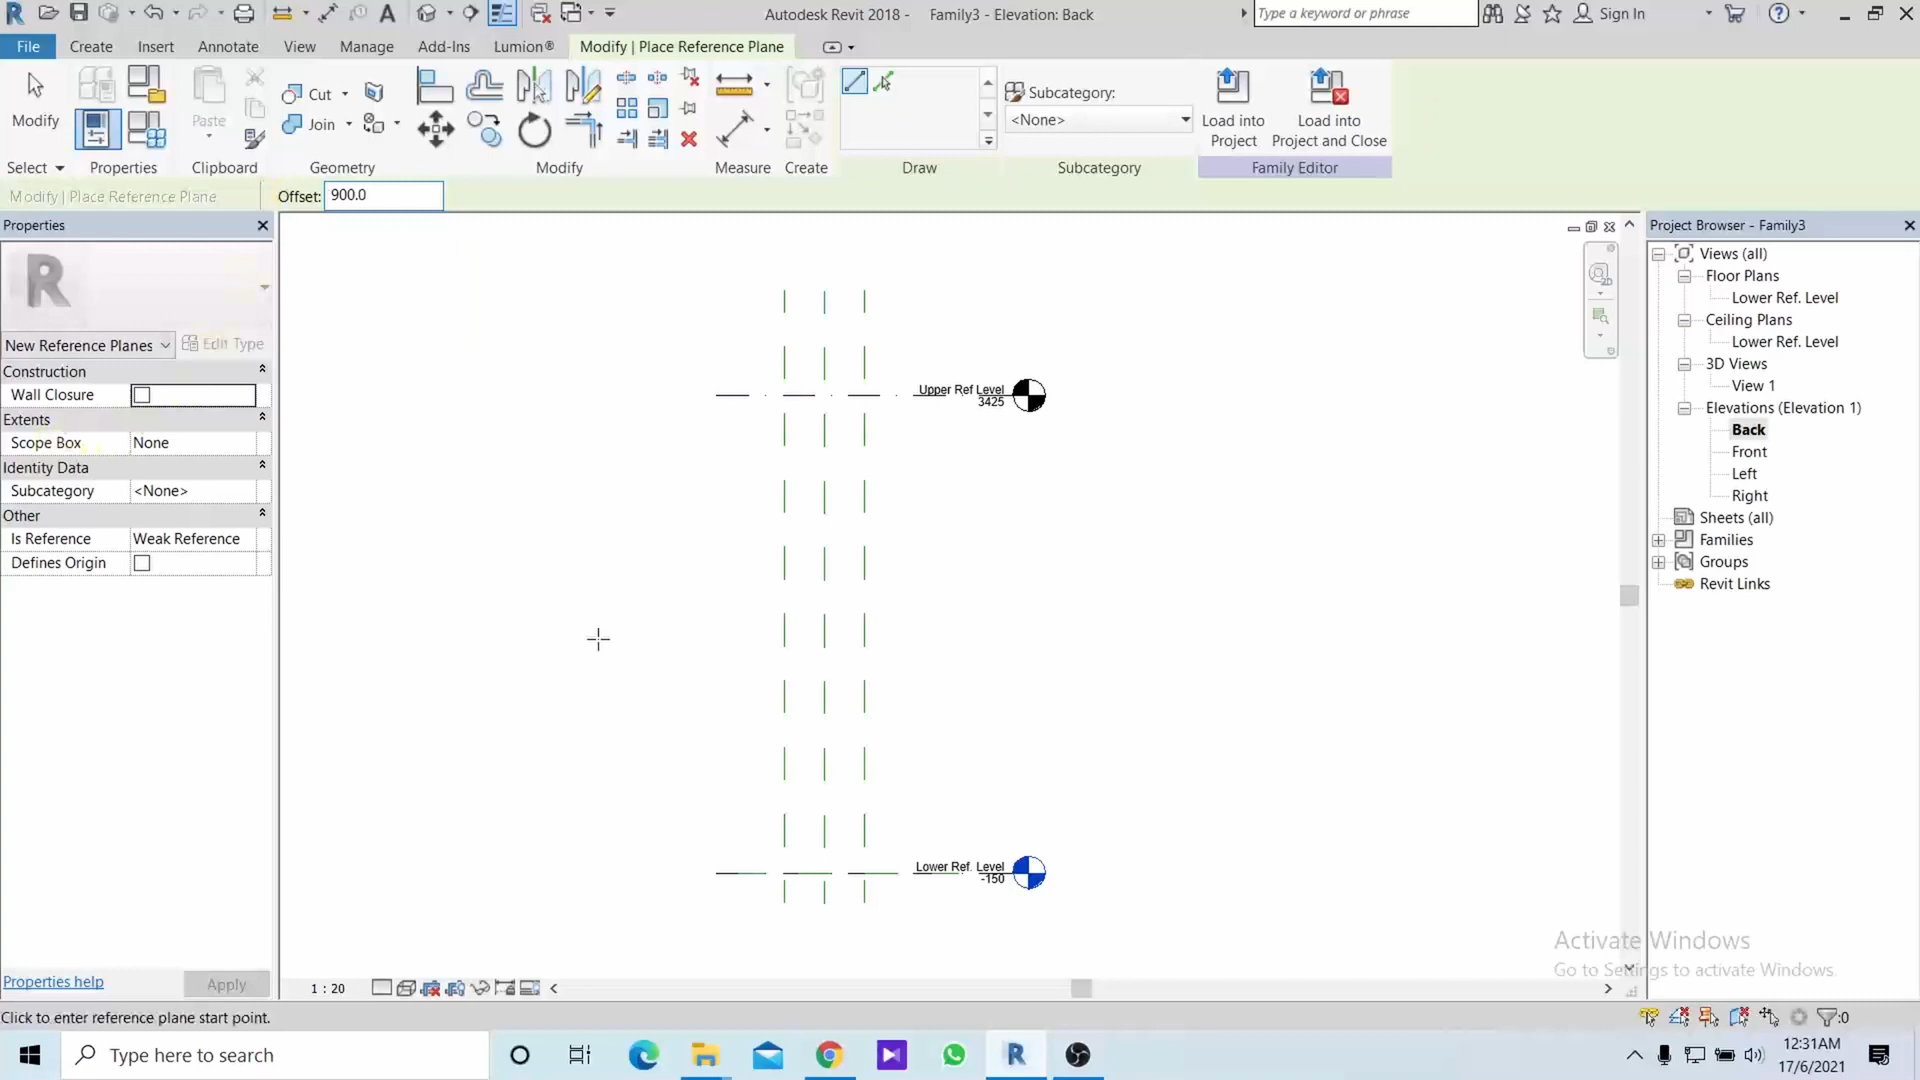 Autodesk Revit 2018 - Family3 - Elevation: Back
Type a keyword or phrase
Sign In
File Create Insert Annotate View Manage Add-Ins Lumion® Modify | Place Reference Plane
Modify
Paste
Cut
Join
Subcategory:
<None>
Load into
Project
Load into
Project and Close
Select Properties Clipboard Geometry Modify Measure Create Draw Subcategory Family Editor
Modify | Place Reference Plane Offset: 900.0
Properties
New Reference Planes Edit Type
Construction
Wall Closure
Extents
Scope Box None
Identity Data
Subcategory <None>
Other
Is Reference Weak Reference
Defines Origin
Properties help Apply
Upper Ref Level
3425
Lower Ref. Level
-150
2D
Project Browser - Family3
Views (all)
Floor Plans
Lower Ref. Level
Ceiling Plans
Lower Ref. Level
3D Views
View 1
Elevations (Elevation 1)
Back
Front
Left
Right
Sheets (all)
Families
Groups
Revit Links
Activate Windows
Go to Settings to activate Windows.
1 : 20
Click to enter reference plane start point.
:0
Type here to search
12:31AM
17/6/2021